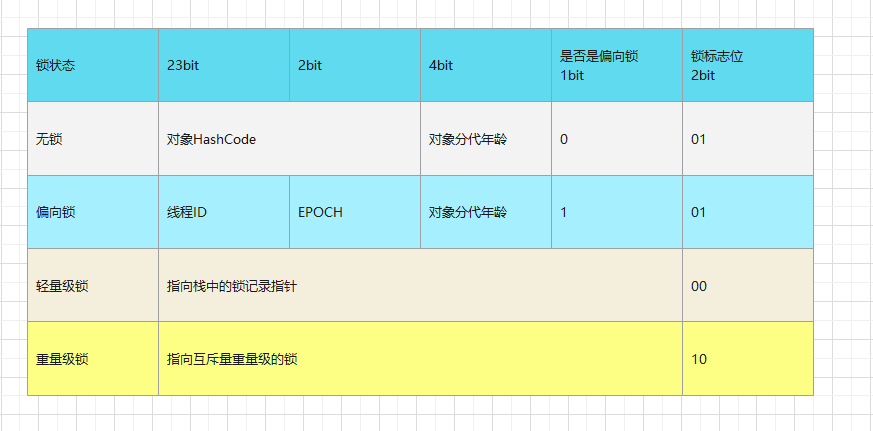 锁状态 23bit 2bit 4bit 是否是偏向锁 锁标志位
1bit 2bit
无锁 对象HashCode 对象分代年龄 0 01
偏向锁 线程ID EPOCH 对象分代年龄 1 01
轻量级锁 指向栈中的锁记录指针 00
重量级锁 指向互斥量重量级的锁 10